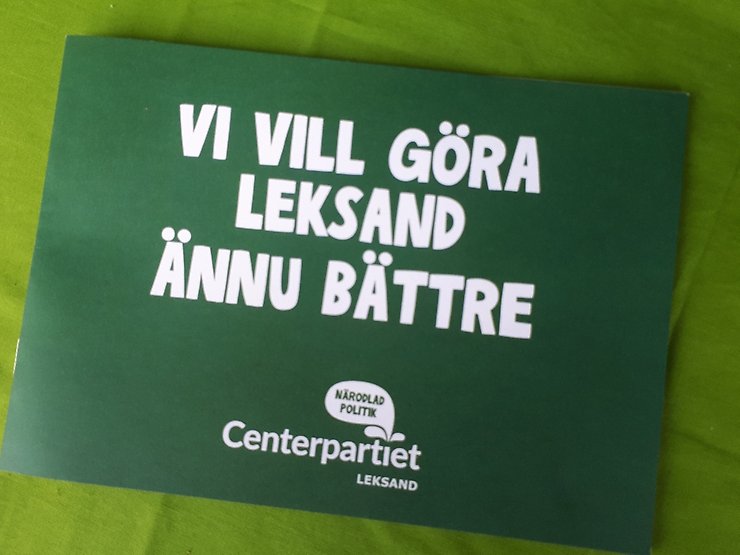 VI VILL GÖRA
LEKSAND
ÄNNU BÄTTRE
NÄRODLAD
POLITIK
Centerpartiet
LEKSAND